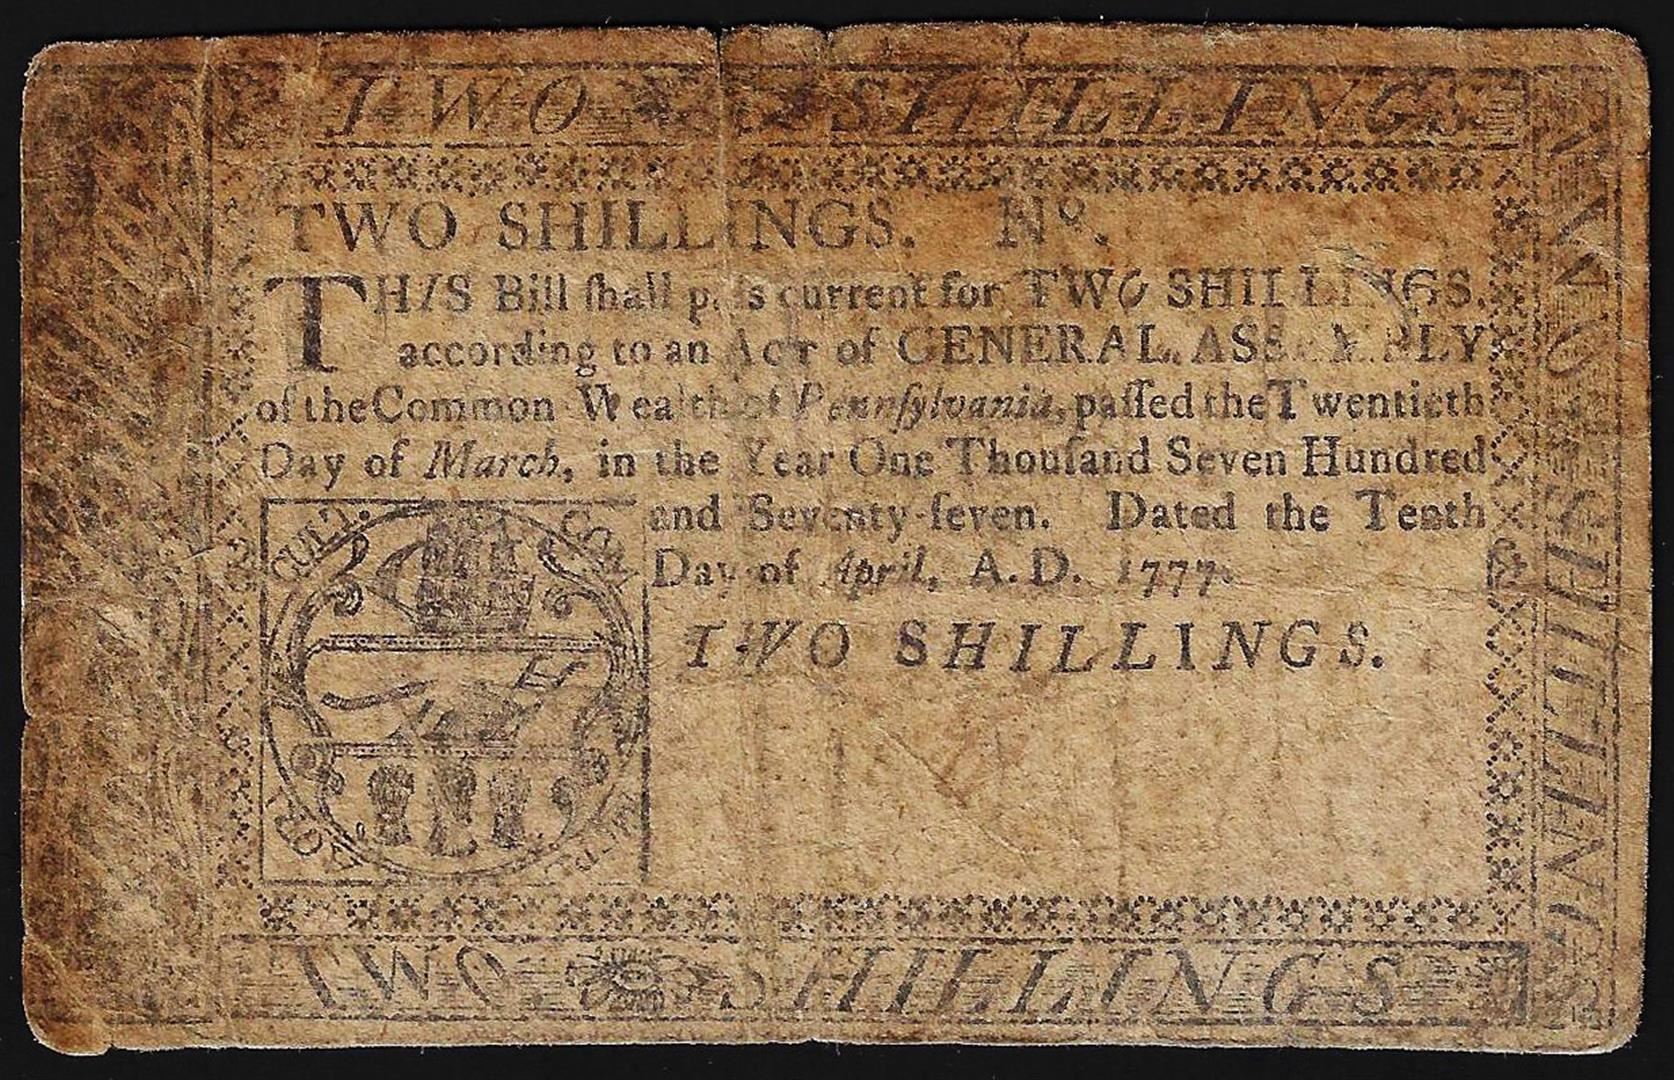 TWO SHILLINGS
TWO SHILLINGS. No.
THIS Bill ſhall paſs current for TWO SHILLINGS,
according to an Act of GENERAL ASSEMBLY
of the Common Wealth of Pennſylvania, paſſed the Twentieth
Day of March, in the Year One Thouſand Seven Hundred
and Seventy-ſeven. Dated the Tenth
Day of April, A.D. 1777.
TWO SHILLINGS.
TWO SHILLINGS
TWO SHILLINGS